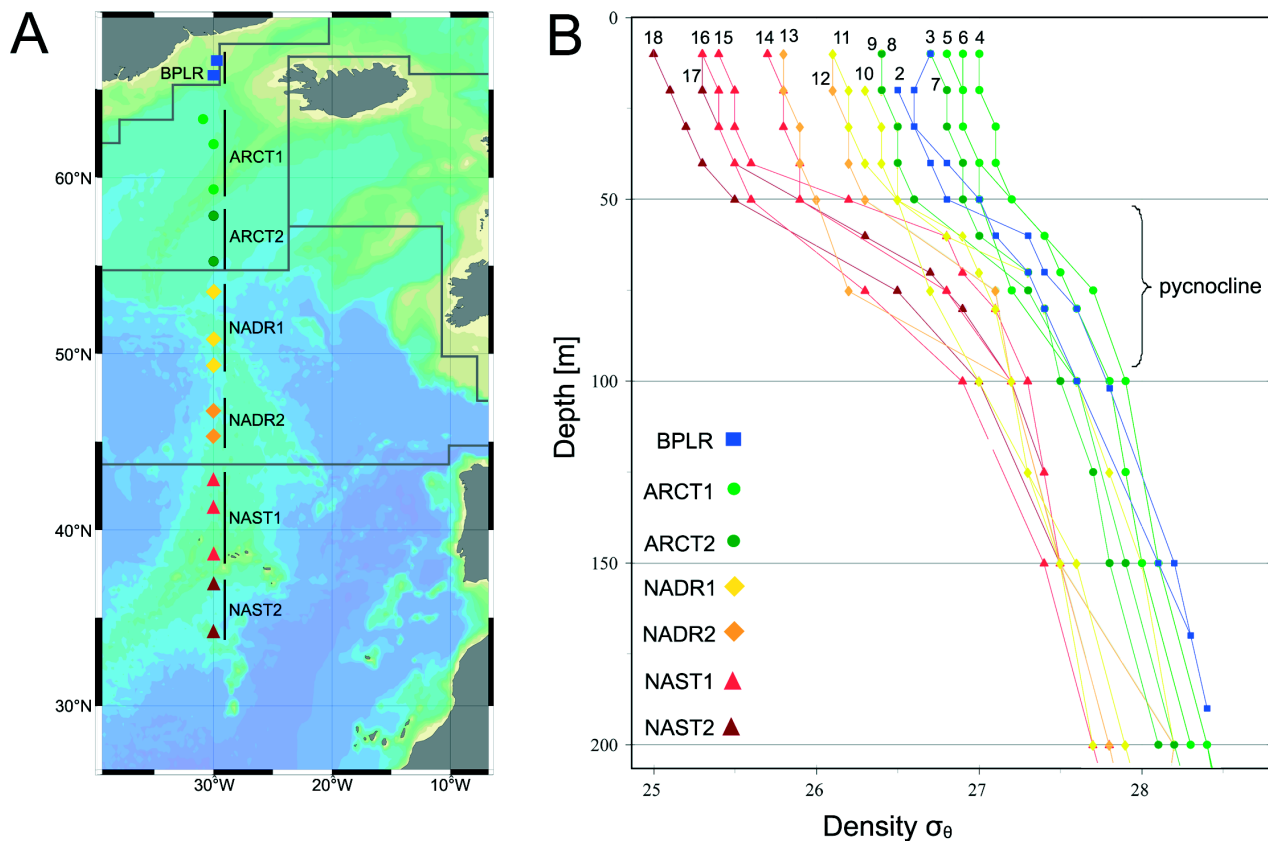 A
BPLR
ARCT1
60°N
ARCT2
NADR1
50°N
NADR2
NAST1
40°N
NAST2
30°N
30°W 20°W 10°W
B
0
18 16 15 14 13 11 9 8 3 5 6 4
17 12 10 2 7
50
pycnocline
100
Depth [m]
BPLR
ARCT1
ARCT2
150
NADR1
NADR2
NAST1
NAST2
200
25 26 27 28
Density σθ